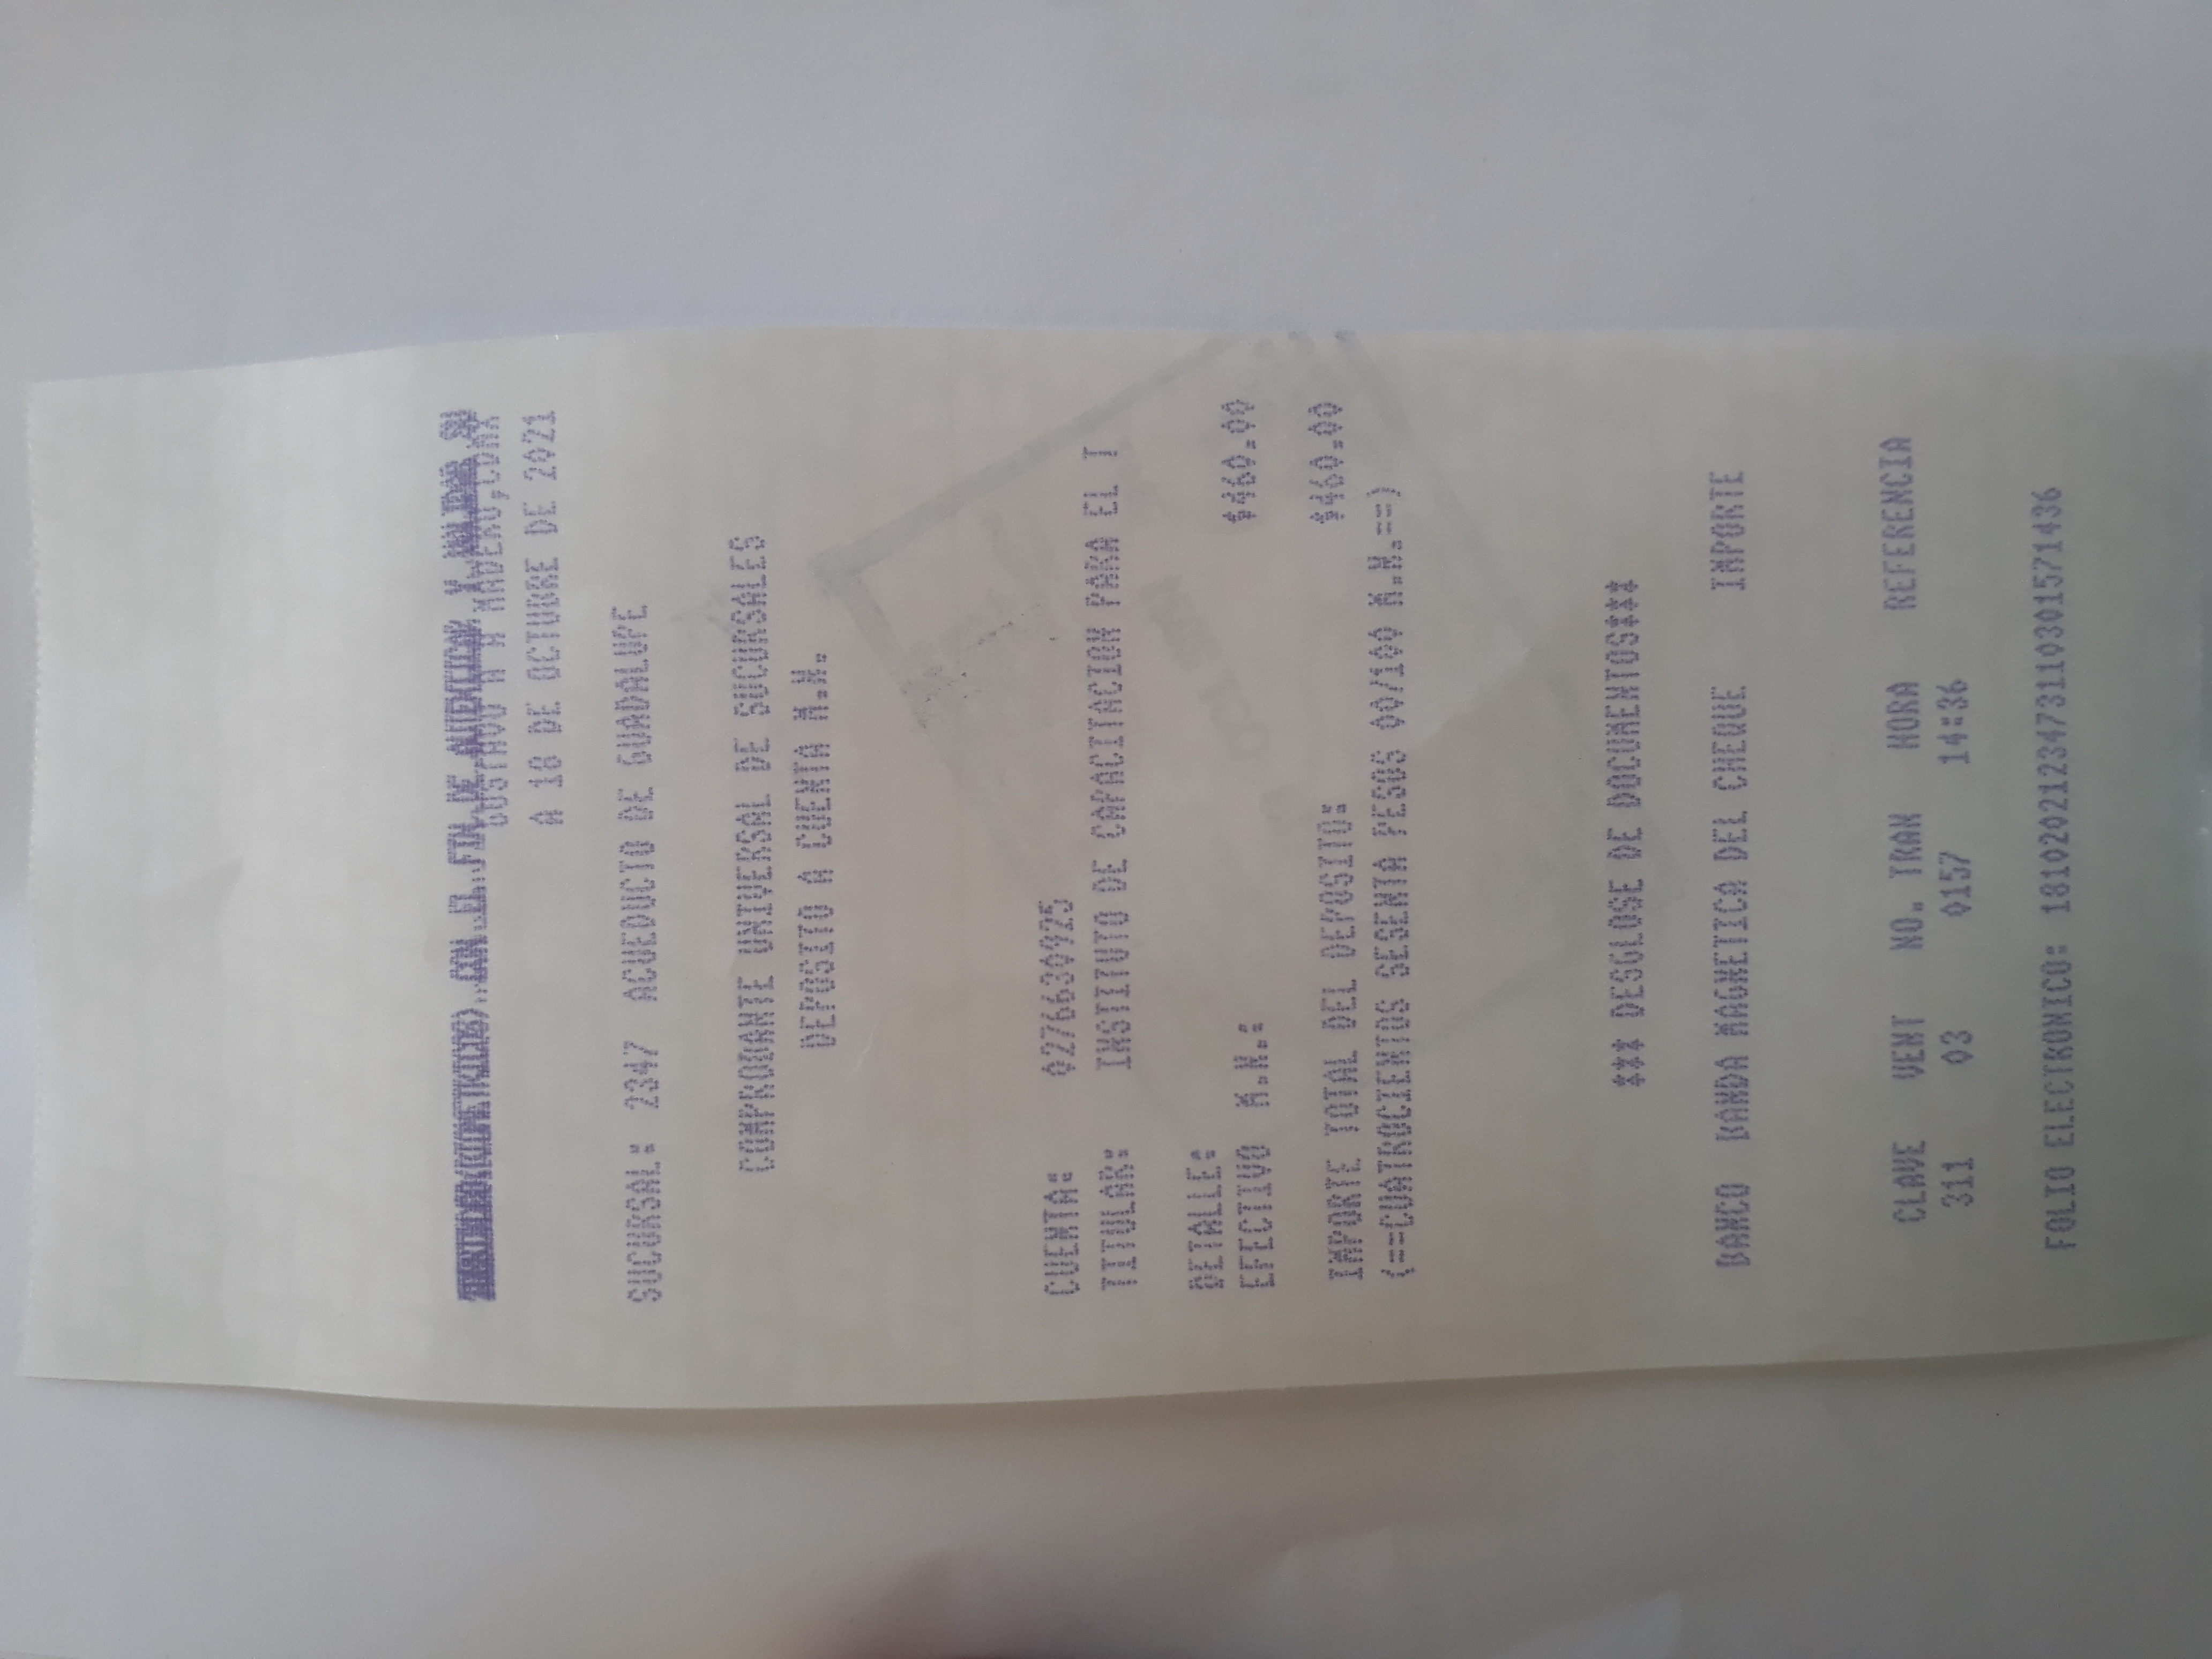 (BIOMETRICOS) CON EL FIN DE AUTENTICAR Y VALIDAR SU
GUSTAVO A A MADERO,CDMX
A 18 DE OCTUBRE DE 2021
SUCURSAL: 2347 ACUEDUCTO DE GUADALUPE
COMPROBANTE UNIVERSAL DE SUCURSALES
DEPOSITO A CUENTA M.N.
CUENTA: 0276630925
TITULAR: INSTITUTO DE CAPACITACION PARA EL T
DETALLE:
EFECTIVO M.N.: $460.00
IMPORTE TOTAL DEL DEPOSITO: $460.00
(==CUATROCIENTOS SESENTA PESOS 00/100 M.N.==)
*** DESGLOSE DE DOCUMENTOS***
BANCO BANDA MAGNETICA DEL CHEQUE IMPORTE
CLAVE VENT NO. TRAN HORA REFERENCIA
311 03 0157 14:36
FOLIO ELECTRONICO: 1810202123473110301571436